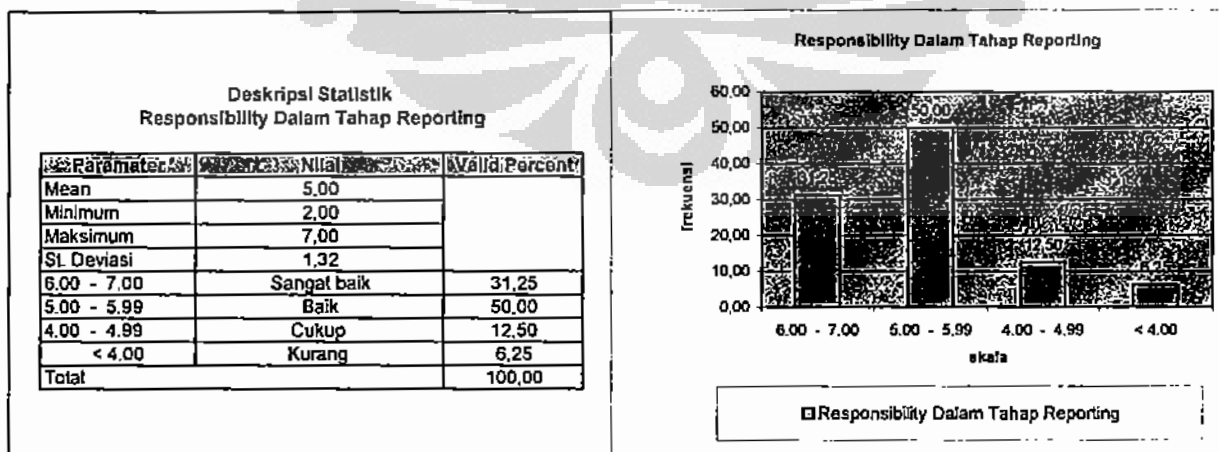 Deskripsi Statistik
Responsibility Dalam Tahap Reporting
Parameter Nilai Valid Percent
Mean 5,00
Minimum 2,00
Maksimum 7,00
St. Deviasi 1,32
6.00 - 7,00 Sangat baik 31,25
5.00 - 5.99 Baik 50,00
4.00 - 4.99 Cukup 12,50
< 4.00 Kurang 6,25
Total 100,00
Responsibility Dalam Tahap Reporting
60,00
50,00
40,00
30,00
20,00
10,00
0,00
frekuensi
50,00
12,50
6.00 - 7.00 5.00 - 5,99 4.00 - 4,99 < 4.00
skala
Responsibility Dalam Tahap Reporting